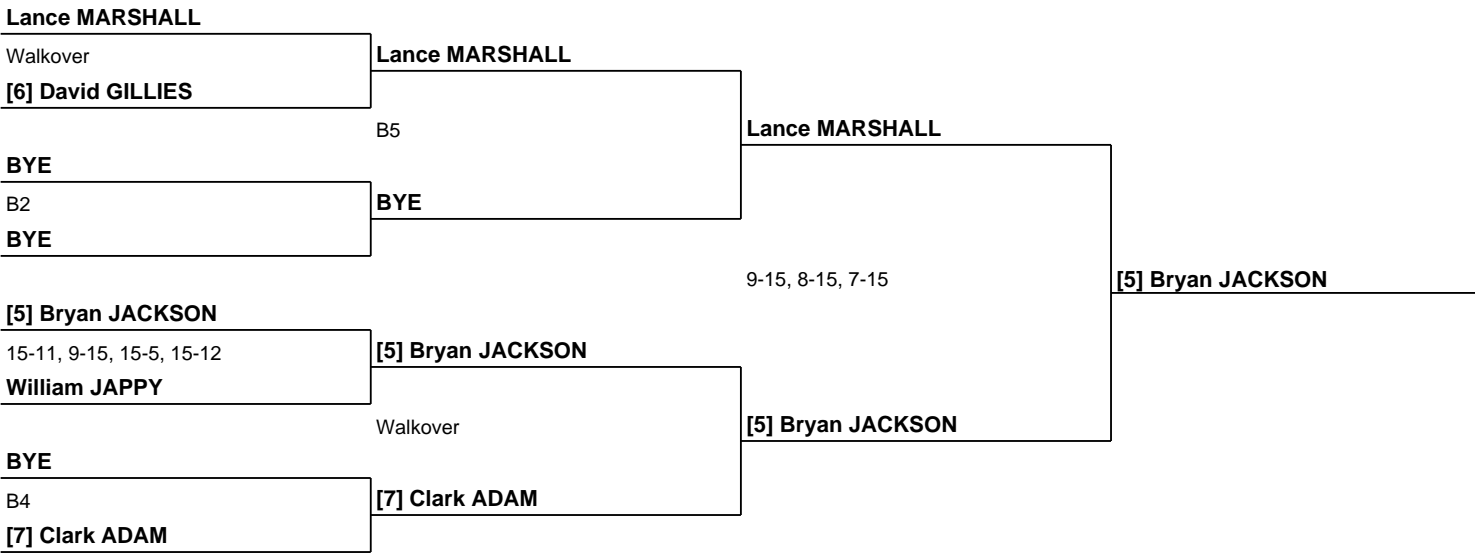 Lance MARSHALL
Walkover
[6] David GILLIES
BYE
B2
BYE
[5] Bryan JACKSON
15-11, 9-15, 15-5, 15-12
William JAPPY
BYE
B4
[7] Clark ADAM
Lance MARSHALL
B5
BYE
[5] Bryan JACKSON
Walkover
[7] Clark ADAM
Lance MARSHALL
9-15, 8-15, 7-15
[5] Bryan JACKSON
[5] Bryan JACKSON